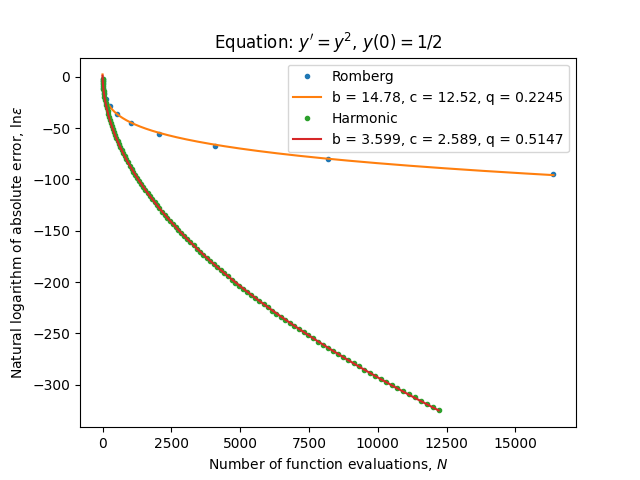 Equation: y′ = y², y(0) = 1/2
Romberg
b = 14.78, c = 12.52, q = 0.2245
Harmonic
b = 3.599, c = 2.589, q = 0.5147
Natural logarithm of absolute error, lnε
0
−50
−100
−150
−200
−250
−300
0
2500
5000
7500
10000
12500
15000
Number of function evaluations, N